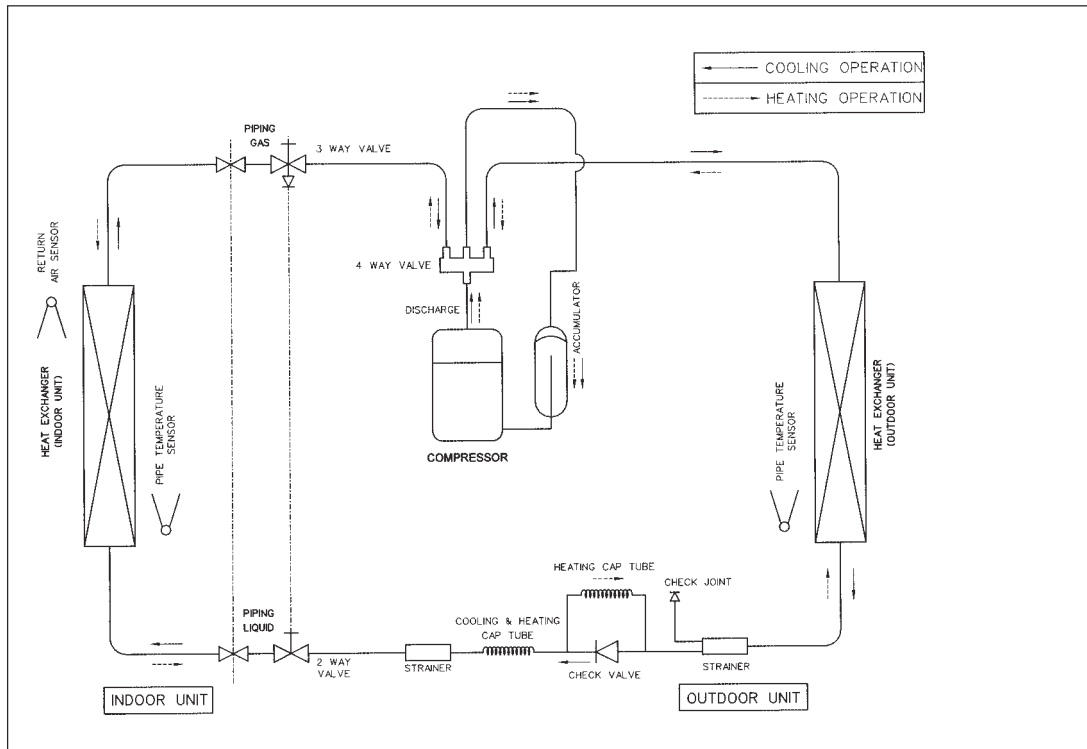 COOLING OPERATION
HEATING OPERATION
PIPING
GAS
3 WAY VALVE
RETURN
AIR SENSOR
4 WAY VALVE
DISCHARGE
ACCUMULATOR
HEAT EXCHANGER
(INDOOR UNIT)
PIPE TEMPERATURE
SENSOR
COMPRESSOR
PIPE TEMPERATURE
SENSOR
HEAT EXCHANGER
(OUTDOOR UNIT)
HEATING CAP TUBE
CHECK JOINT
PIPING
LIQUID
COOLING & HEATING
CAP TUBE
2 WAY
VALVE
STRAINER
CHECK VALVE
STRAINER
INDOOR UNIT
OUTDOOR UNIT